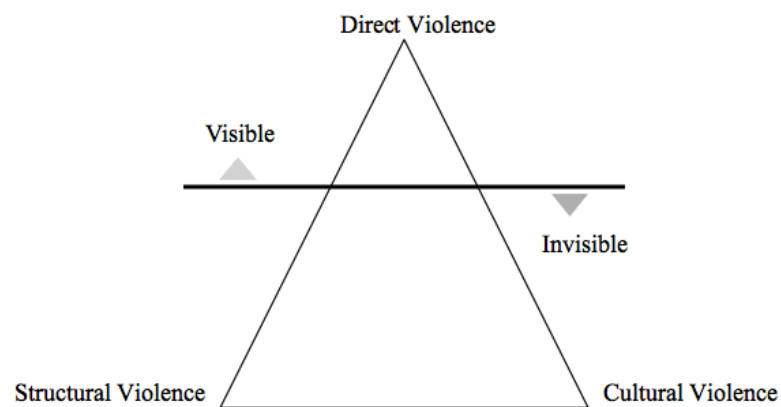 Direct Violence
Visible
Invisible
Structural Violence
Cultural Violence